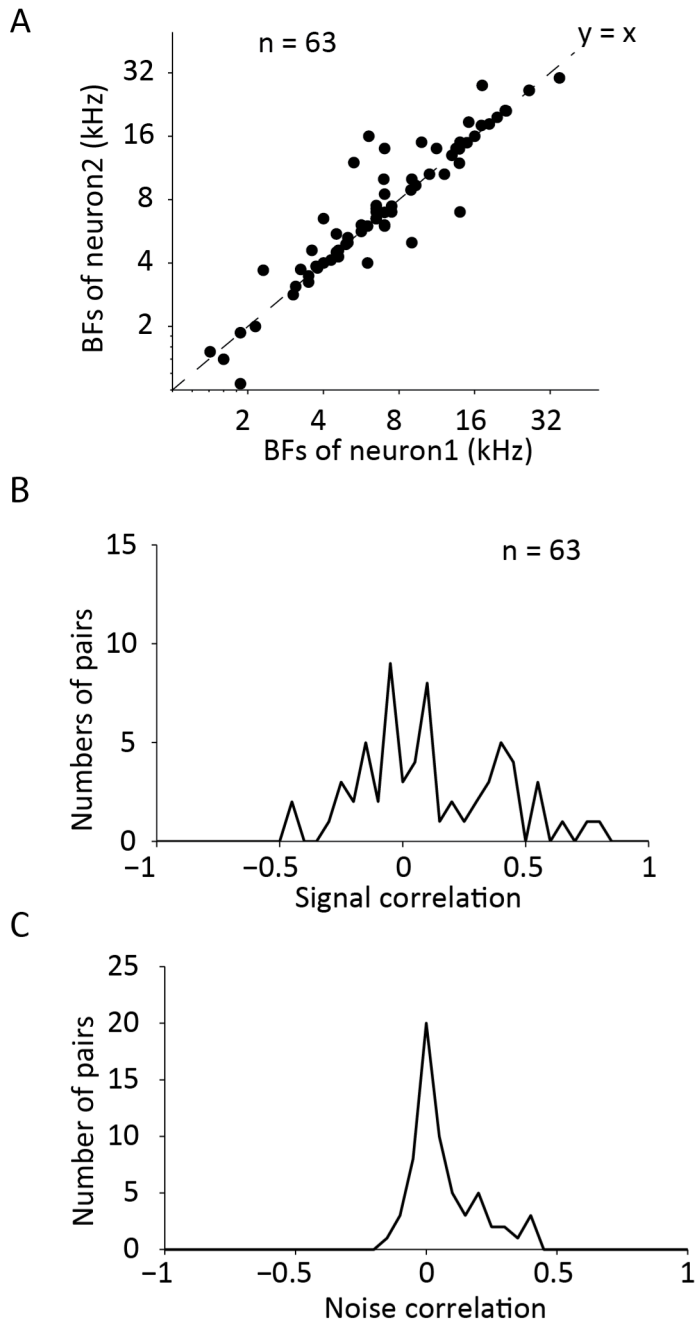 A
n = 63
y = x
32
16
8
4
2
BFs of neuron2 (kHz)
2 4 8 16 32
BFs of neuron1 (kHz)
B
15
n = 63
10
5
0
Numbers of pairs
−1 −0.5 0 0.5 1
Signal correlation
C
25
20
15
10
5
0
Number of pairs
−1 −0.5 0 0.5 1
Noise correlation